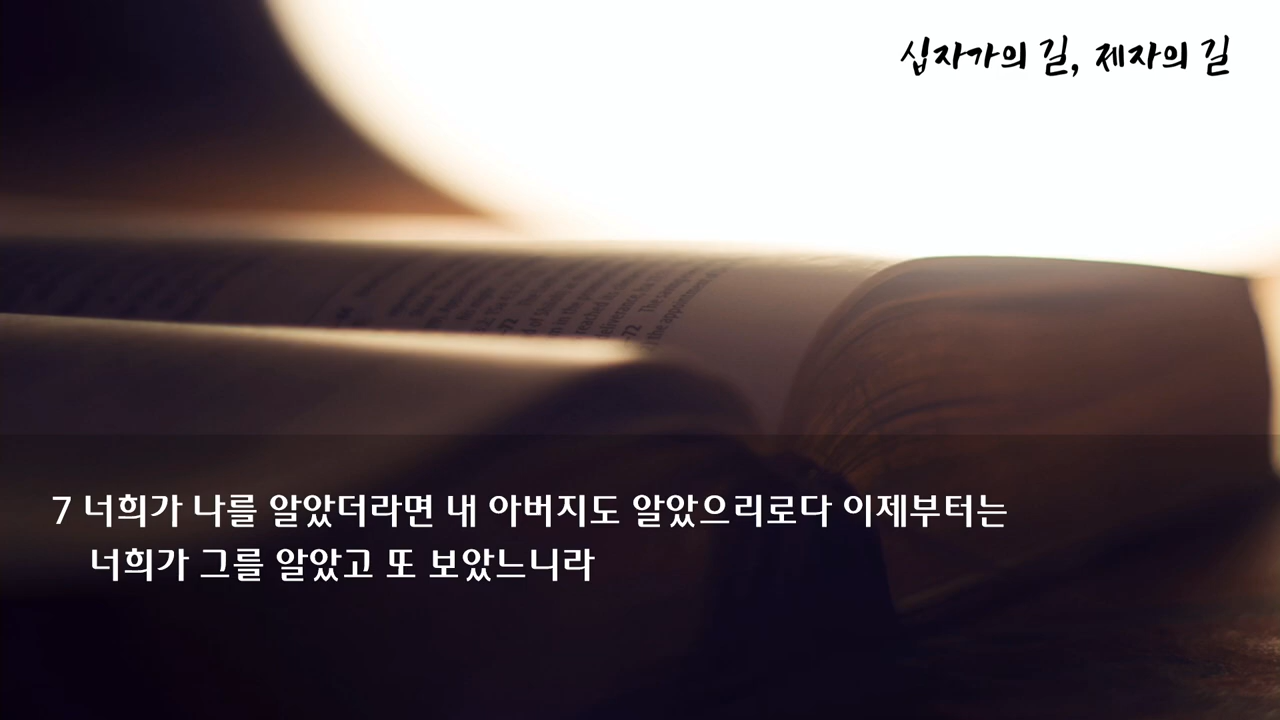 십자가의 길, 제자의 길
7 너희가 나를 알았더라면 내 아버지도 알았으리로다 이제부터는
너희가 그를 알았고 또 보았느니라